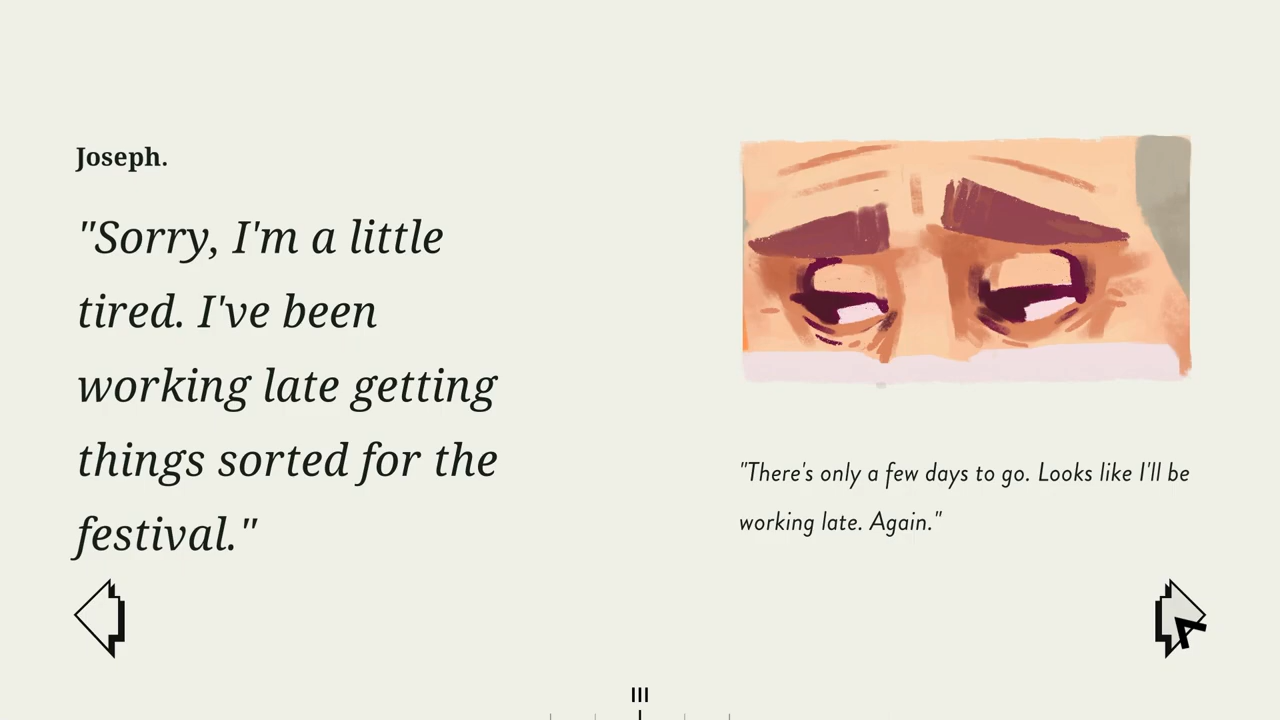 Joseph.
"Sorry, I'm a little
tired. I've been
working late getting
things sorted for the
festival."
"There's only a few days to go. Looks like I'll be
working late. Again."
III